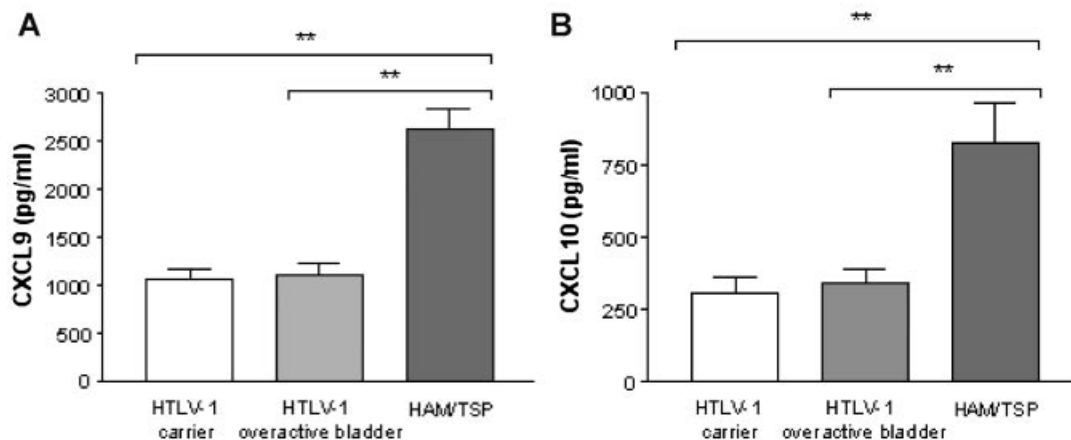 A
**
**
CXCL9 (pg/ml)
3000
2500
2000
1500
1000
500
0
HTLV-1
carrier
HTLV-1
overactive bladder
HAM/TSP
B
**
**
CXCL10 (pg/ml)
1000
750
500
250
0
HTLV-1
carrier
HTLV-1
overactive bladder
HAM/TSP